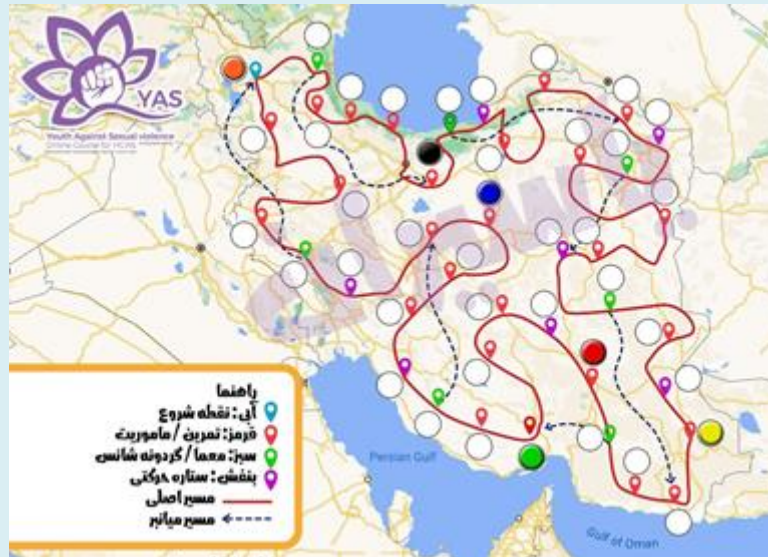 YAS
Youth Against Sexual violence
Online Course for HCWs
راهنما
آبی: نقطه شروع
قرمز: تمرین / ماموریت
سبز: معما / گردونه شانس
بنفش: ستاره حرکتی
مسیر اصلی
مسیر میانبر
Persian Gulf
Gulf of Oman